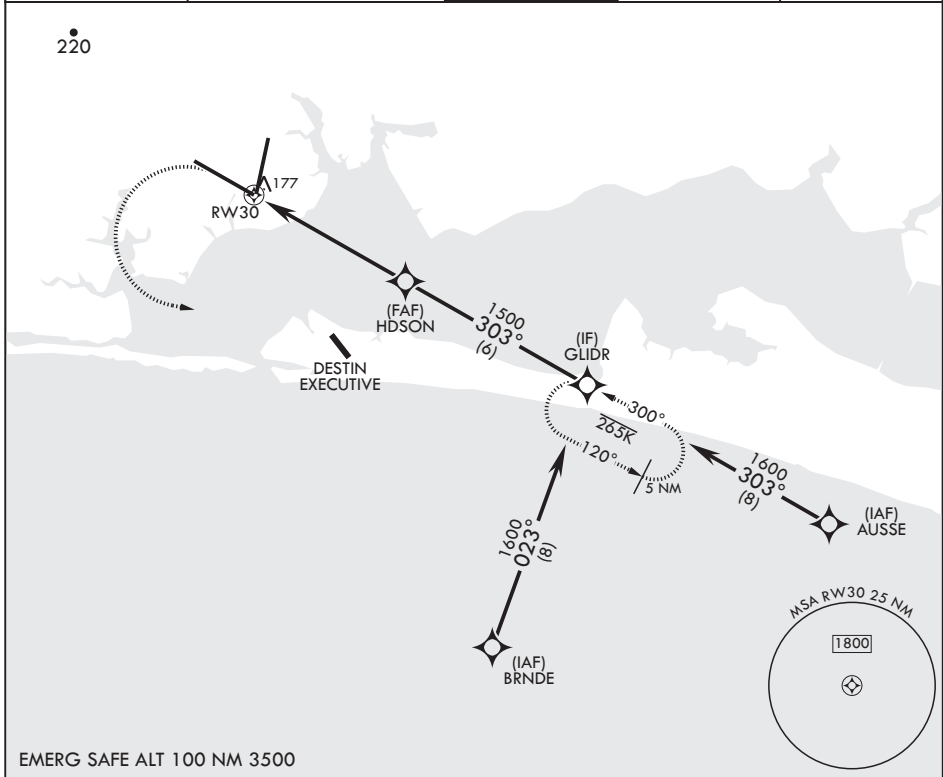 220
177
RW30
(FAF)
HDSON
1500
303°
(6)
(IF)
GLIDR
DESTIN
EXECUTIVE
300°
265K
120°
5 NM
1600
303°
(8)
(IAF)
AUSSE
1600
023°
(8)
(IAF)
BRNDE
MSA RW30 25 NM
1800
EMERG SAFE ALT 100 NM 3500